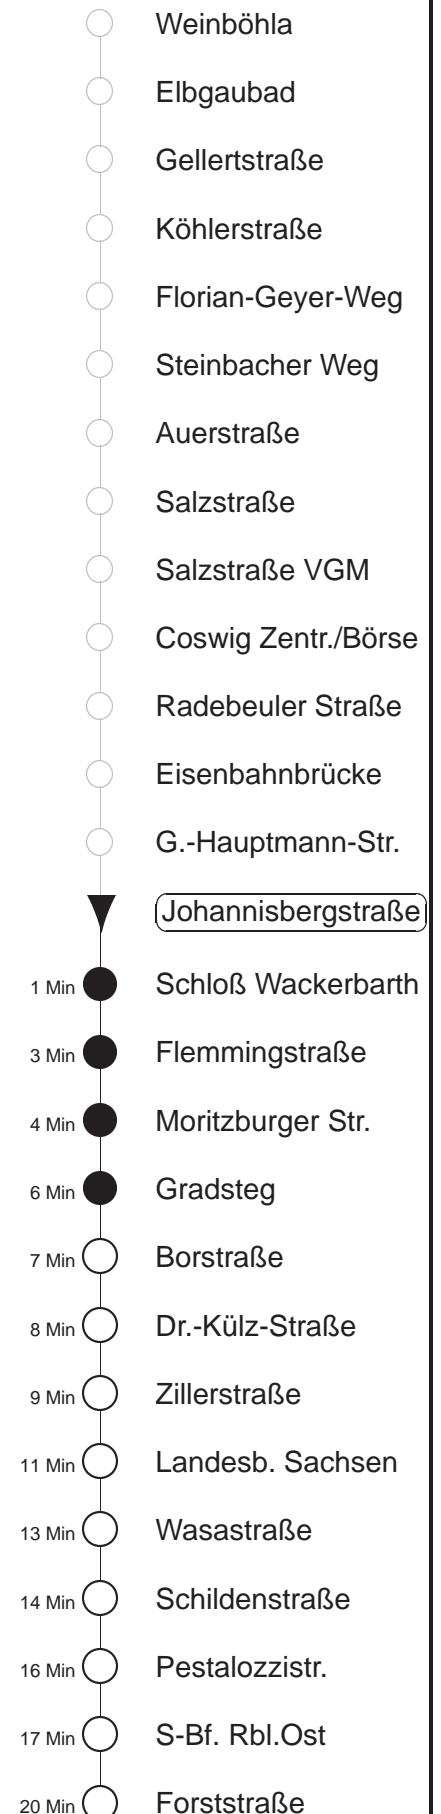 Weinböhla
Elbgaubad
Gellertstraße
Köhlerstraße
Florian-Geyer-Weg
Steinbacher Weg
Auerstraße
Salzstraße
Salzstraße VGM
Coswig Zentr./Börse
Radebeuler Straße
Eisenbahnbrücke
G.-Hauptmann-Str.
Johannisbergstraße
1 Min Schloß Wackerbarth
3 Min Flemmingstraße
4 Min Moritzburger Str.
6 Min Gradsteg
7 Min Borstraße
8 Min Dr.-Külz-Straße
9 Min Zillerstraße
11 Min Landesb. Sachsen
13 Min Wasastraße
14 Min Schildenstraße
16 Min Pestalozzistr.
17 Min S-Bf. Rbl.Ost
20 Min Forststraße